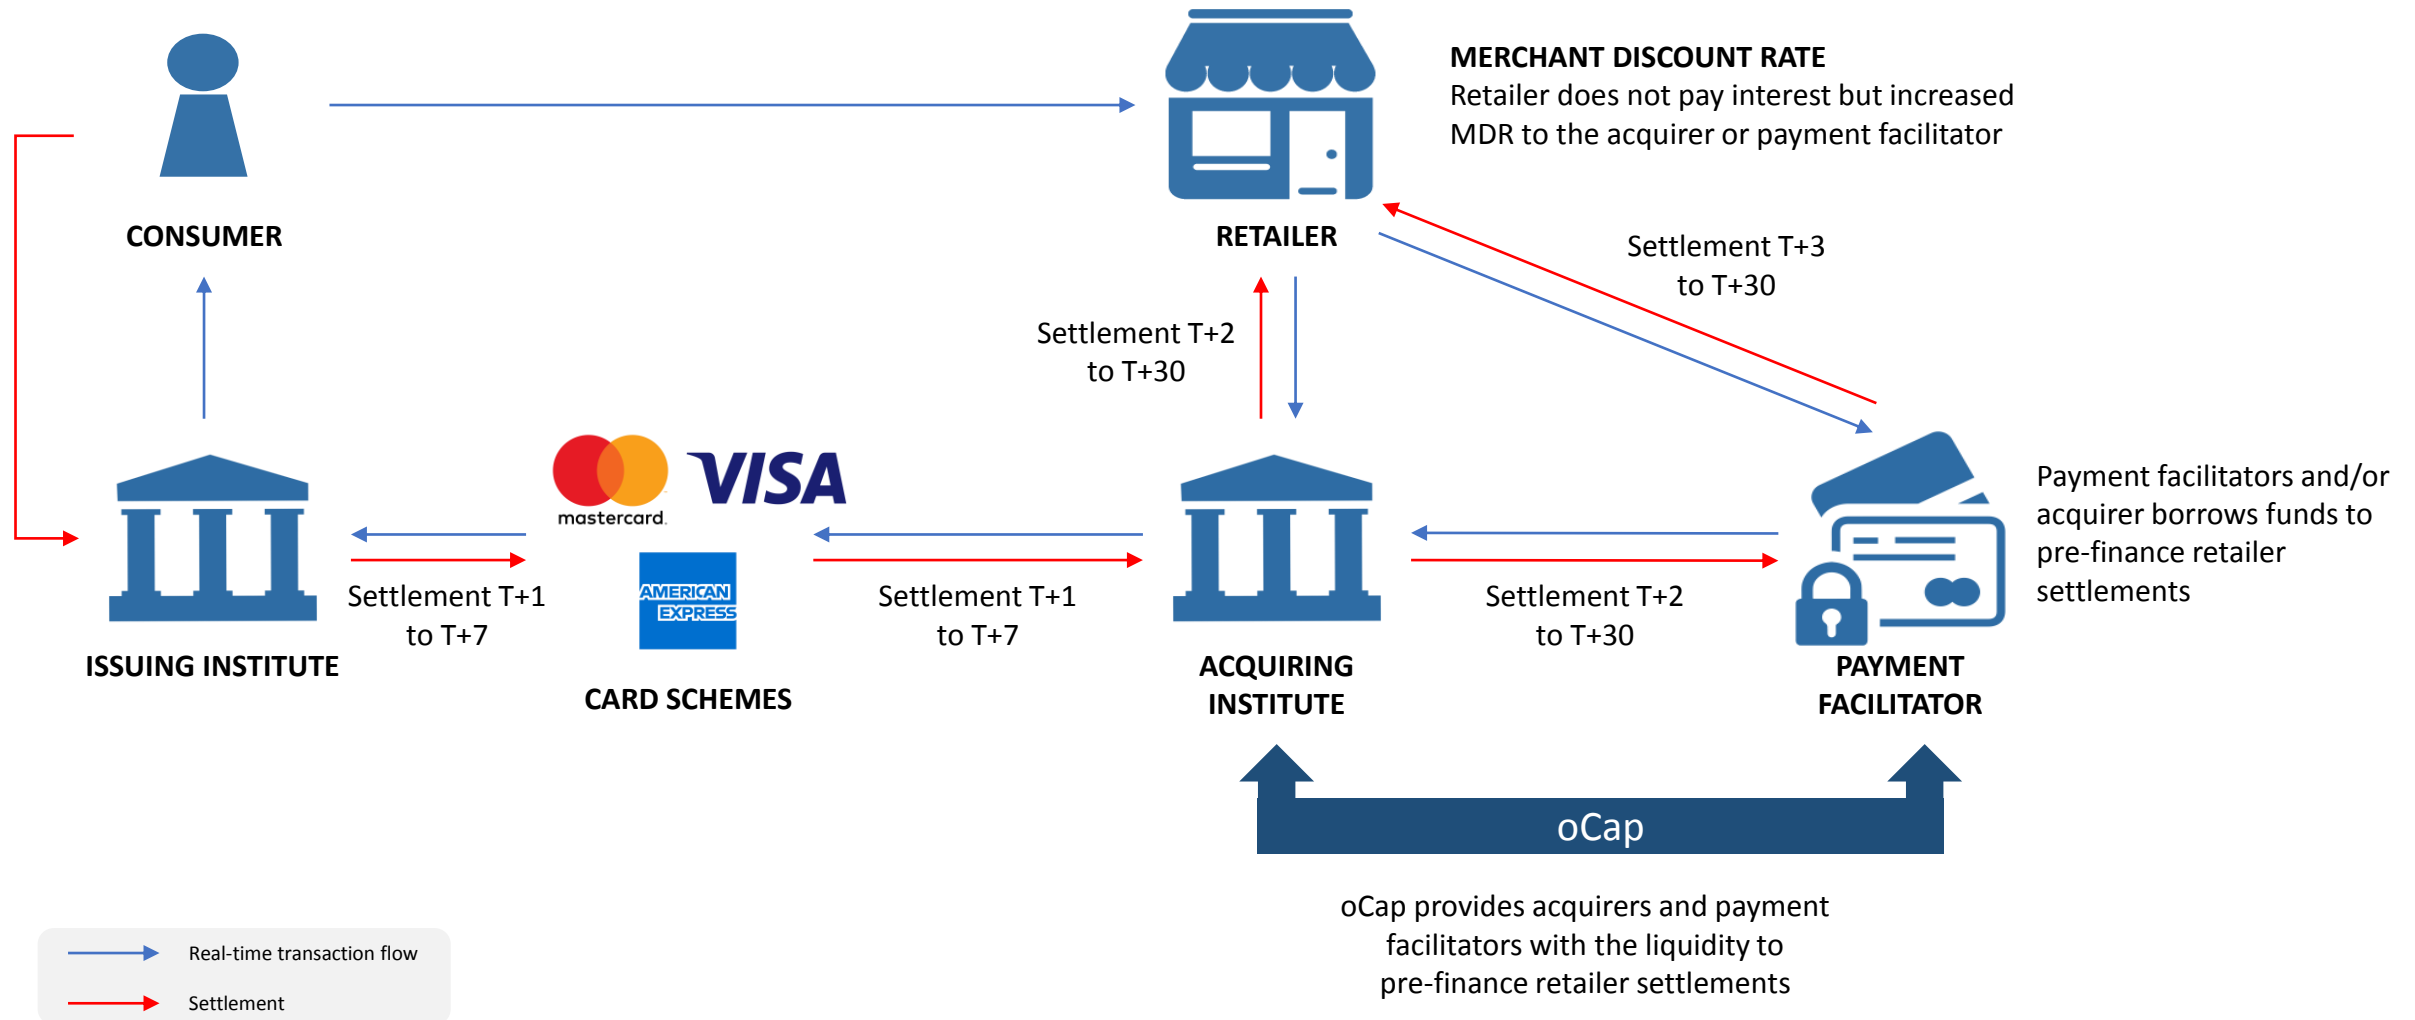 MERCHANT DISCOUNT RATE
Retailer does not pay interest but increased
MDR to the acquirer or payment facilitator
CONSUMER
RETAILER
Settlement T+3
to T+30
Settlement T+2
to T+30
mastercard.
VISA
AMERICAN
EXPRESS
Payment facilitators and/or
acquirer borrows funds to
pre-finance retailer
settlements
Settlement T+1
to T+7
Settlement T+1
to T+7
Settlement T+2
to T+30
ISSUING INSTITUTE
CARD SCHEMES
ACQUIRING
INSTITUTE
PAYMENT
FACILITATOR
oCap
oCap provides acquirers and payment
facilitators with the liquidity to
pre-finance retailer settlements
Real-time transaction flow
Settlement